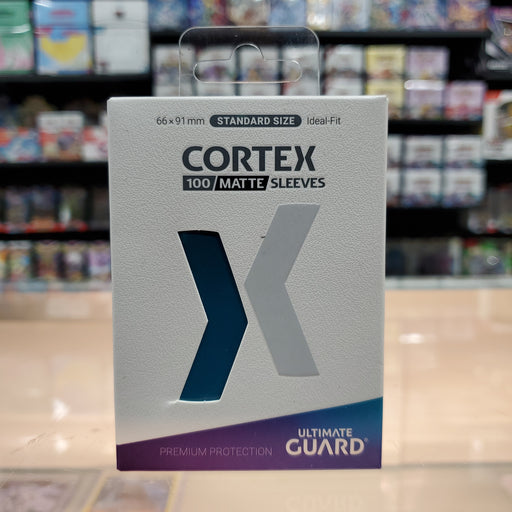 66×91mm STANDARD SIZE Ideal-Fit
CORTEX
100 MATTE SLEEVES
PREMIUM PROTECTION
ULTIMATE
GUARD®